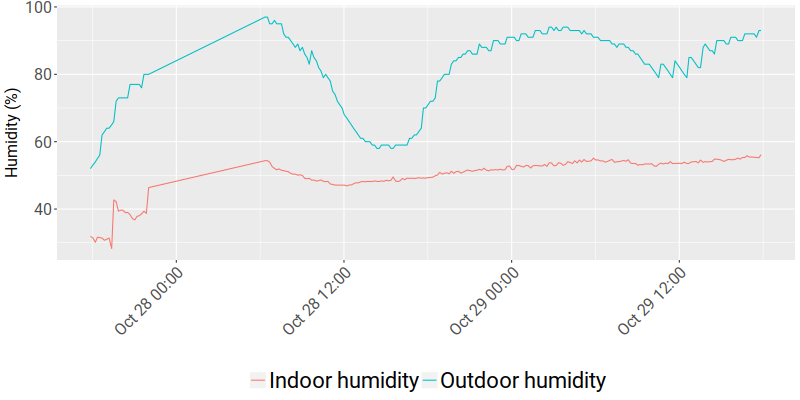 100
80
60
40
Humidity (%)
Oct 28 00:00
Oct 28 12:00
Oct 29 00:00
Oct 29 12:00
Indoor humidity Outdoor humidity